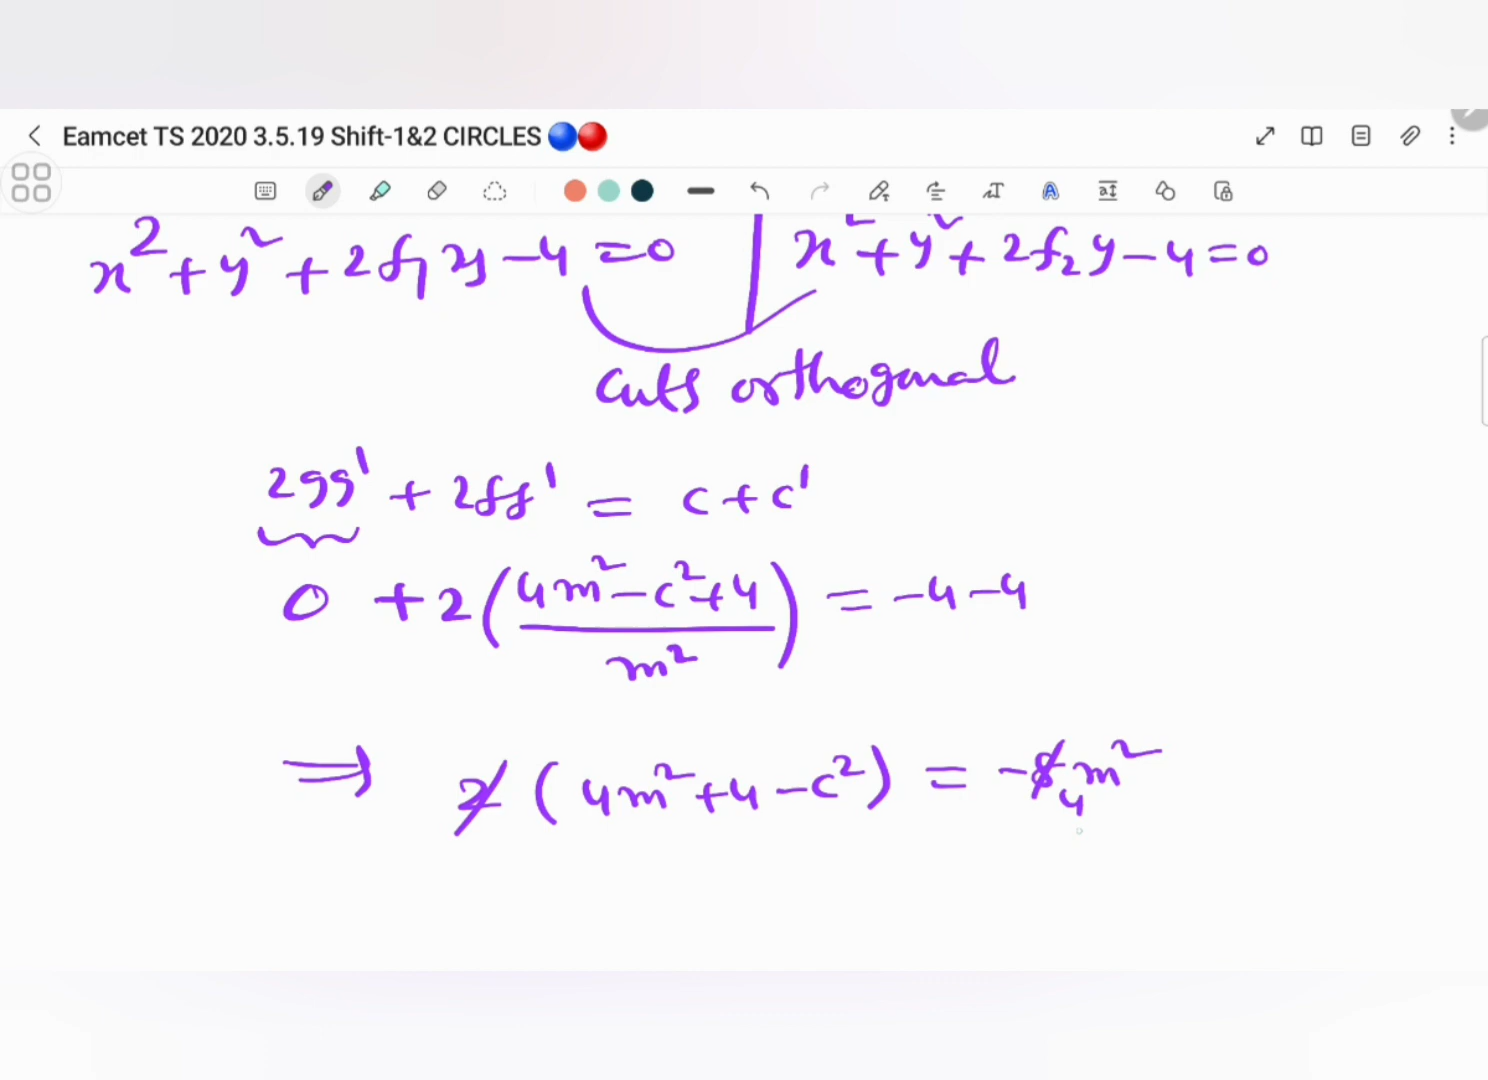 Eamcet TS 2020 3.5.19 Shift-1&2 CIRCLES
x² + y² + 2f₁y - 4 = 0 | x² + y² + 2f₂y - 4 = 0
Cuts orthogonal
2gg' + 2ff' = c + c'
0 + 2(4m² - c² + 4 / m²) = -4 - 4
⇒ 2(4m² + 4 - c²) = -8m²
4